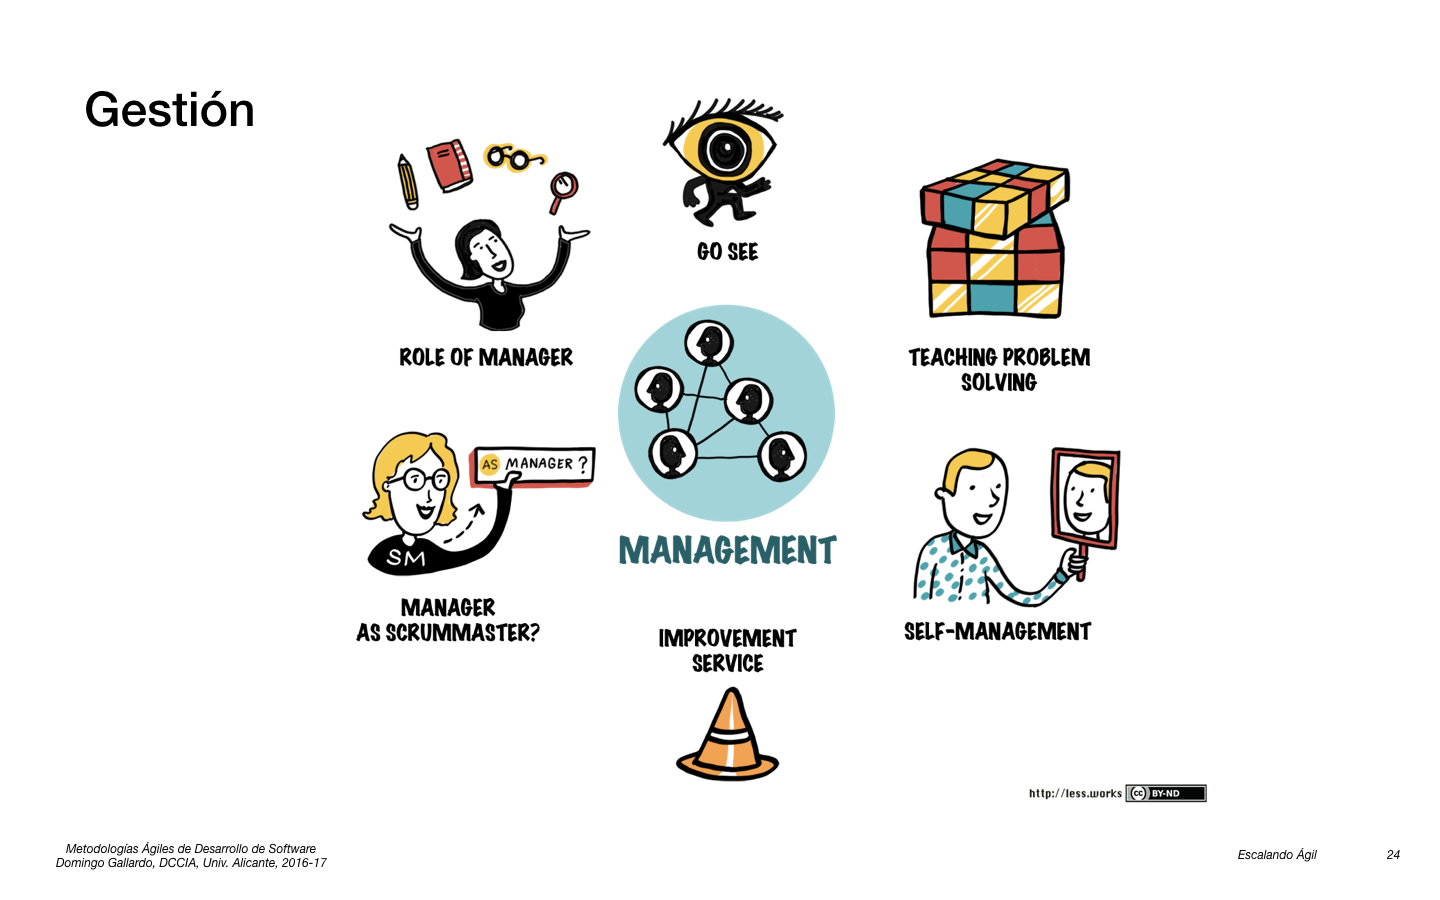 Gestión
GO SEE
ROLE OF MANAGER
TEACHING PROBLEM
SOLVING
AS MANAGER?
SM
MANAGEMENT
MANAGER
AS SCRUMMASTER?
IMPROVEMENT
SERVICE
SELF-MANAGEMENT
http://less.works cc BY-ND
Metodologías Ágiles de Desarrollo de Software
Domingo Gallardo, DCCIA, Univ. Alicante, 2016-17
Escalando Ágil
24